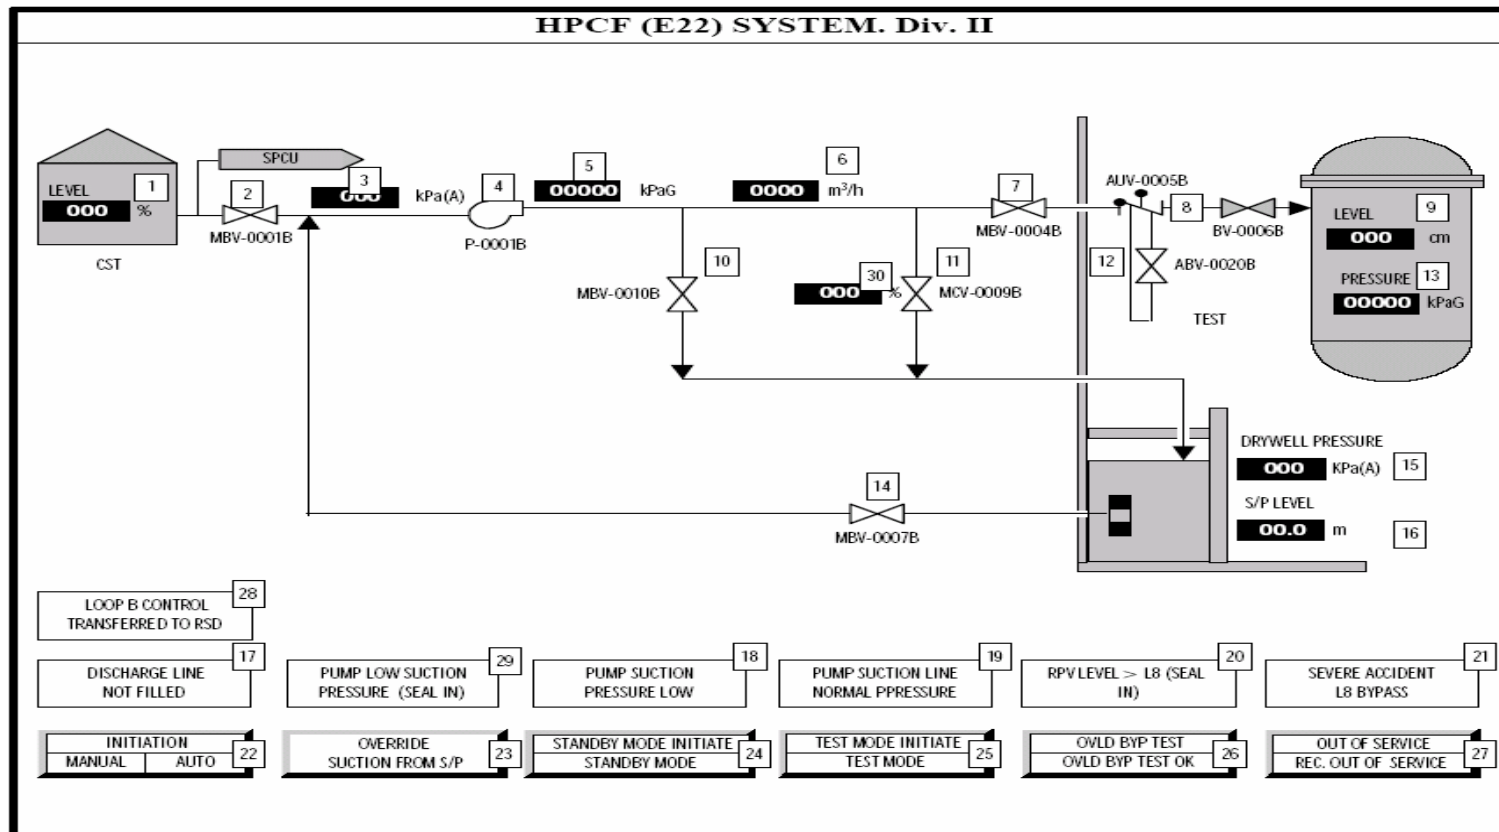 HPCF (E22) SYSTEM. Div. II
SPCU
LEVEL 1
000 %
CST
2
MBV-0001B
3
000 kPa(A)
4
P-0001B
5
00000 kPaG
6
0000 m³/h
7
MBV-0004B
AUV-0005B
8
BV-0006B
LEVEL 9
000 cm
PRESSURE 13
00000 kPaG
10
MBV-0010B
30
000 %
11
MCV-0009B
12
ABV-0020B
TEST
14
MBV-0007B
DRYWELL PRESSURE
000 KPa(A) 15
S/P LEVEL
00.0 m 16
28
LOOP B CONTROL
TRANSFERRED TO RSD
17
DISCHARGE LINE
NOT FILLED
29
PUMP LOW SUCTION
PRESSURE (SEAL IN)
18
PUMP SUCTION
PRESSURE LOW
19
PUMP SUCTION LINE
NORMAL PPRESSURE
20
RPV LEVEL > L8 (SEAL
IN)
21
SEVERE ACCIDENT
L8 BYPASS
INITIATION
MANUAL AUTO 22
OVERRIDE
SUCTION FROM S/P 23
STANDBY MODE INITIATE
STANDBY MODE 24
TEST MODE INITIATE
TEST MODE 25
OVLD BYP TEST
OVLD BYP TEST OK 26
OUT OF SERVICE
REC. OUT OF SERVICE 27